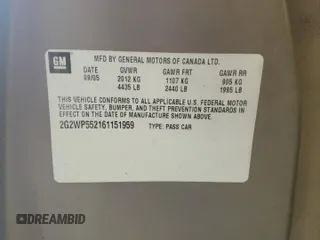 GM
MFD BY GENERAL MOTORS OF CANADA LTD.
DATE GVWR GAWR FRT GAWR RR
09/05 2012 KG 1107 KG 905 KG
4435 LB 2440 LB 1995 LB
THIS VEHICLE CONFORMS TO ALL APPLICABLE U.S. FEDERAL MOTOR
VEHICLE SAFETY, BUMPER, AND THEFT PREVENTION STANDARDS IN
EFFECT ON THE DATE OF MANUFACTURE SHOWN ABOVE.
2G2WP552161151959 TYPE: PASS CAR
DREAMBID